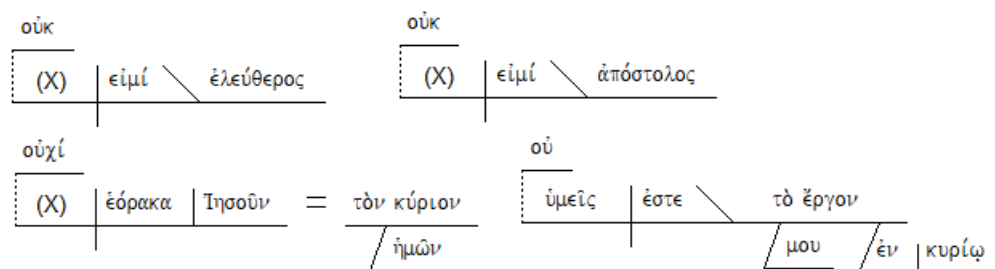 οὐκ οὐκ
(X) εἰμί ἐλεύθερος (X) εἰμί ἀπόστολος
οὐχί οὐ
(X) ἑόρακα Ἰησοῦν = τὸν κύριον ὑμεῖς ἐστε τὸ ἔργον
ἡμῶν μου ἐν κυρίῳ